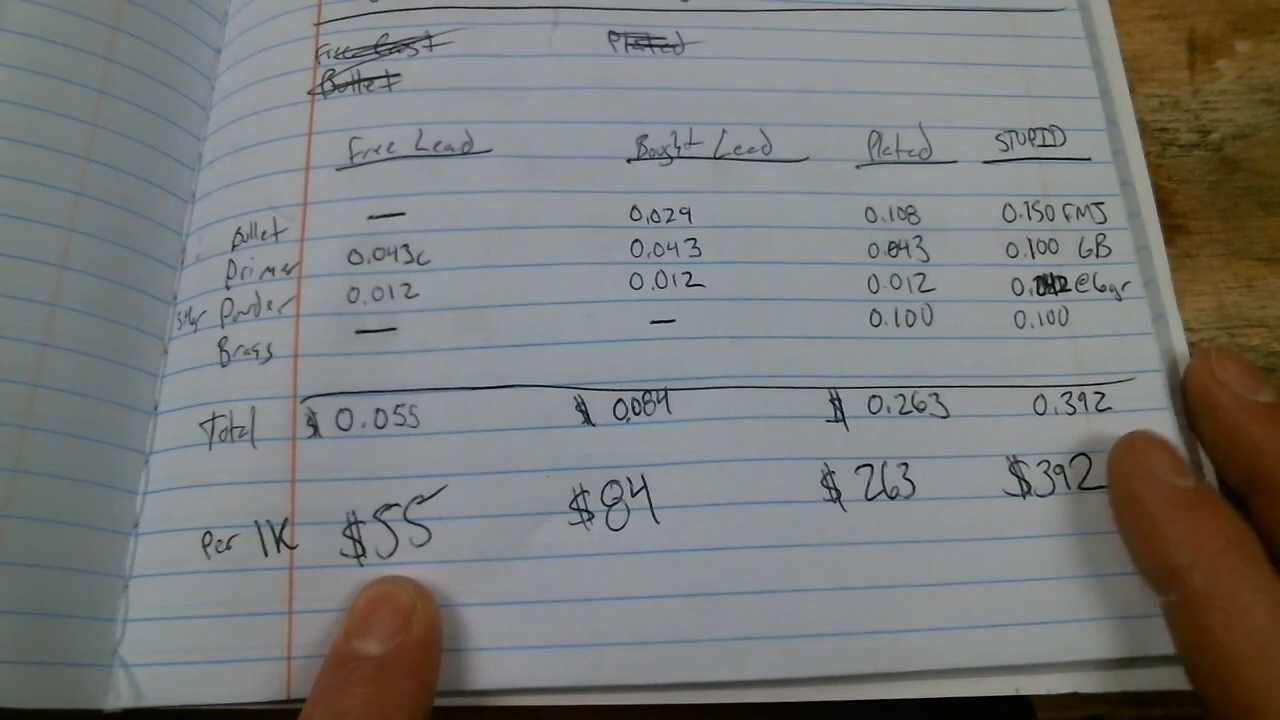 Free Cast Plated
Bullet
Free Lead Bought Lead Plated STUPID
Bullet — 0.029 0.108 0.150 FMJ
Primer 0.043c 0.043 0.043 0.100 GB
Powder 0.012 0.012 0.012 0.042 @6gr
Brass — — 0.100 0.100
Total $ 0.055 $ 0.084 $ 0.263 0.392
Per 1K $55 $84 $263 $392